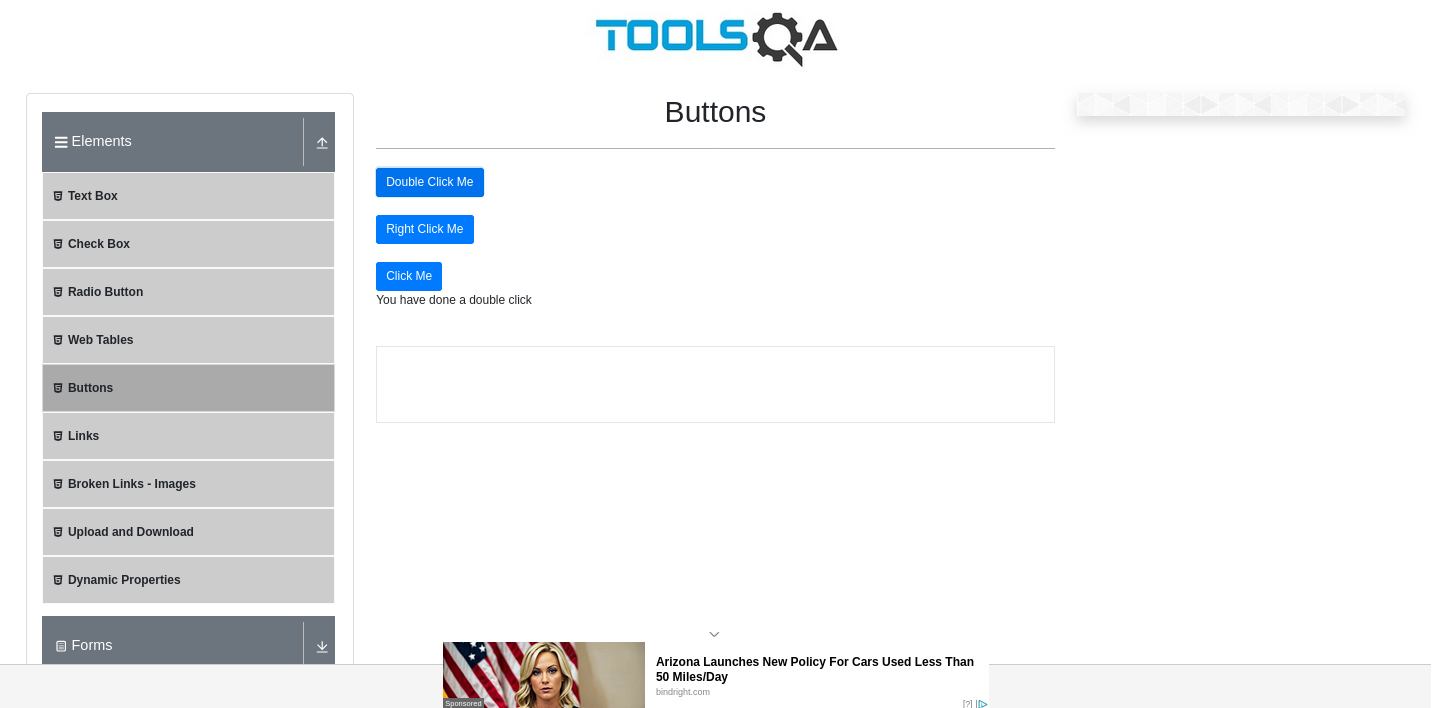 TOOLSQA
Elements
Text Box
Check Box
Radio Button
Web Tables
Buttons
Links
Broken Links - Images
Upload and Download
Dynamic Properties
Forms
Buttons
Double Click Me
Right Click Me
Click Me
You have done a double click
Sponsored
Arizona Launches New Policy For Cars Used Less Than
50 Miles/Day
bindright.com
[?]